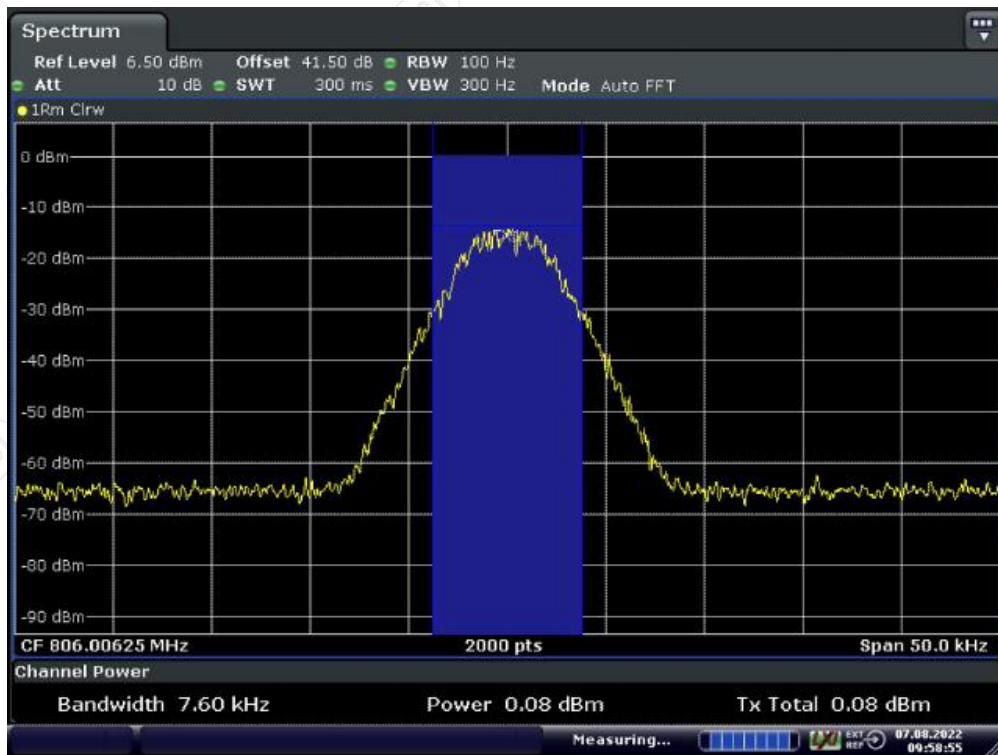 Spectrum
Ref Level 6.50 dBm Offset 41.50 dB RBW 100 Hz
Att 10 dB SWT 300 ms VBW 300 Hz Mode Auto FFT
1Rm Clrw
0 dBm
-10 dBm
-20 dBm
-30 dBm
-40 dBm
-50 dBm
-60 dBm
-70 dBm
-80 dBm
-90 dBm
CF 806.00625 MHz 2000 pts Span 50.0 kHz
Channel Power
Bandwidth 7.60 kHz Power 0.08 dBm Tx Total 0.08 dBm
Measuring... LXI EXT REF 07.08.2022
09:58:55